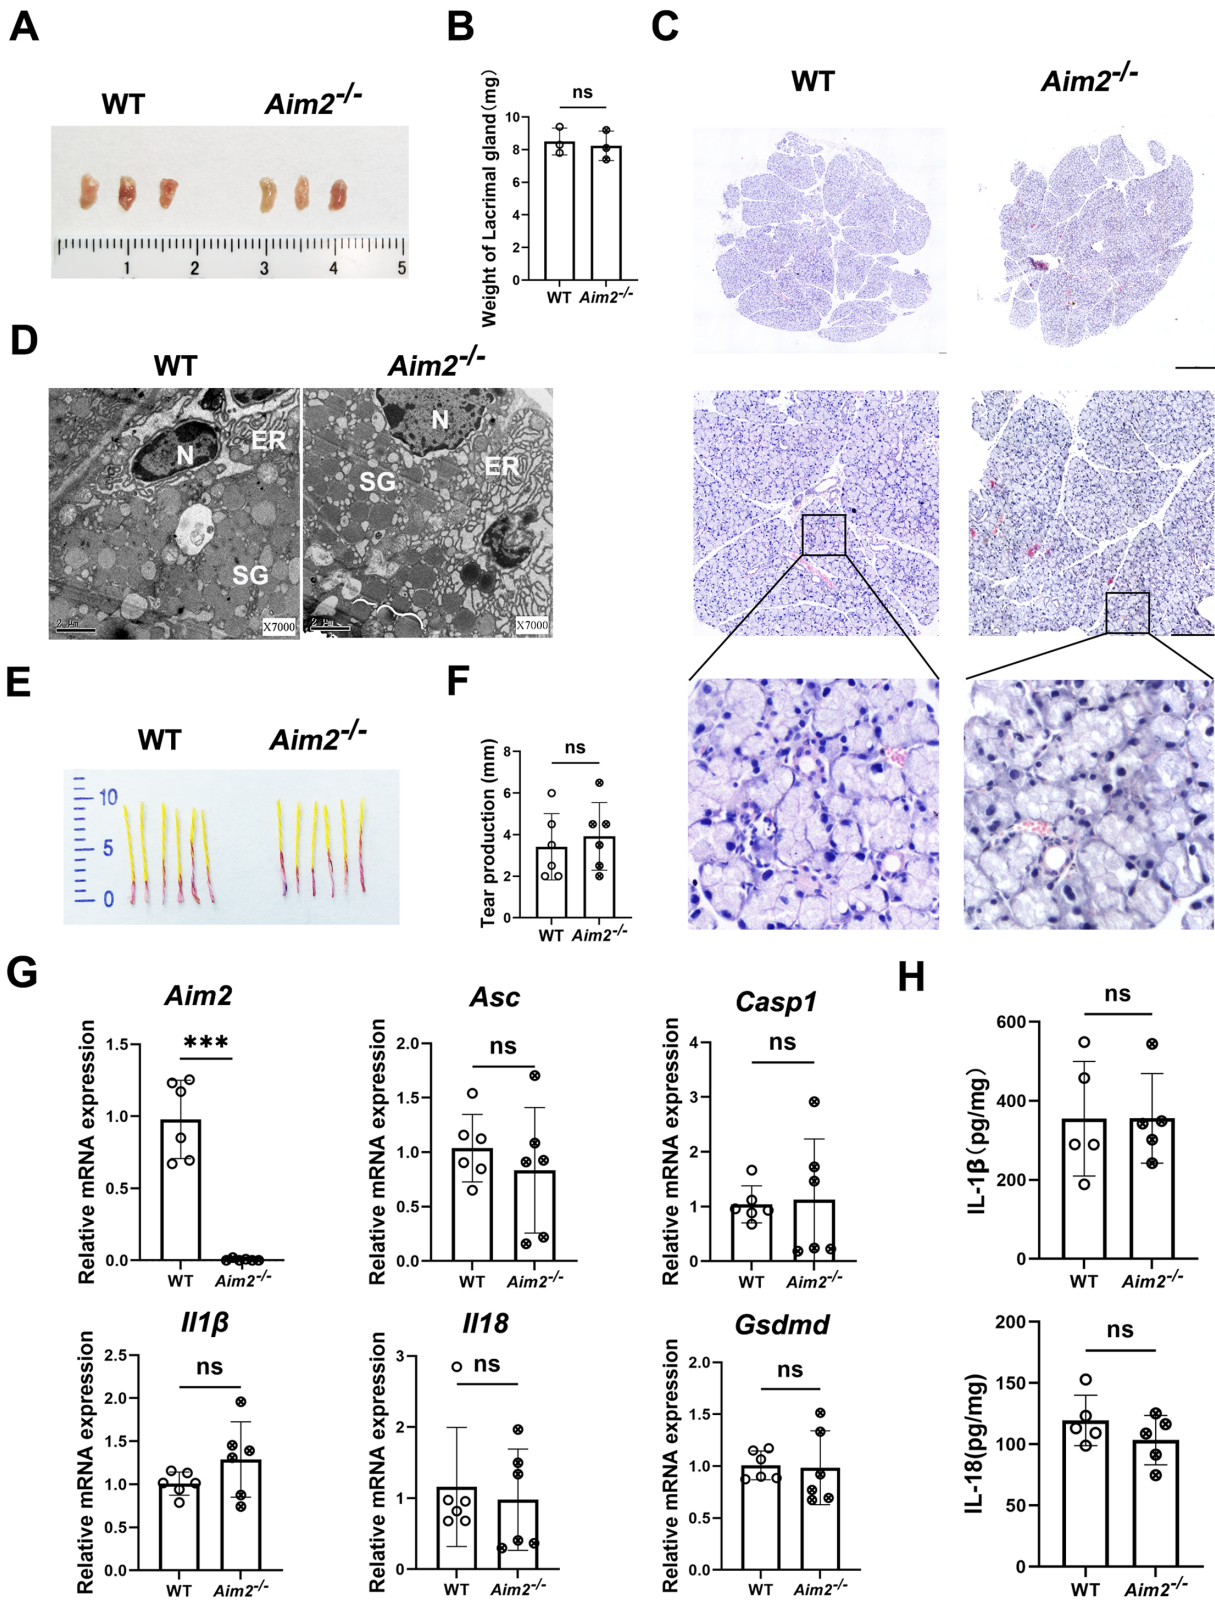 A
WT
Aim2-/-
1 2 3 4 5
B
Weight of Lacrimal gland(mg)
ns
10
8
6
4
2
0
WT Aim2-/-
C
WT
Aim2-/-
D
WT
Aim2-/-
N
ER
SG
2 μm
X7000
N
ER
SG
2 μm
X7000
E
WT
Aim2-/-
10
5
0
F
Tear production (mm)
ns
8
6
4
2
0
WT Aim2-/-
G
Aim2
Relative mRNA expression
***
1.5
1.0
0.5
0.0
WT Aim2-/-
Asc
Relative mRNA expression
ns
2.0
1.5
1.0
0.5
0.0
WT Aim2-/-
Casp1
Relative mRNA expression
ns
4
3
2
1
0
WT Aim2-/-
Il1β
Relative mRNA expression
ns
2.5
2.0
1.5
1.0
0.5
0.0
WT Aim2-/-
Il18
Relative mRNA expression
ns
3
2
1
0
WT Aim2-/-
Gsdmd
Relative mRNA expression
ns
2.0
1.5
1.0
0.5
0.0
WT Aim2-/-
H
IL-1β(pg/mg)
ns
600
400
200
0
WT Aim2-/-
IL-18(pg/mg)
ns
200
150
100
50
0
WT Aim2-/-